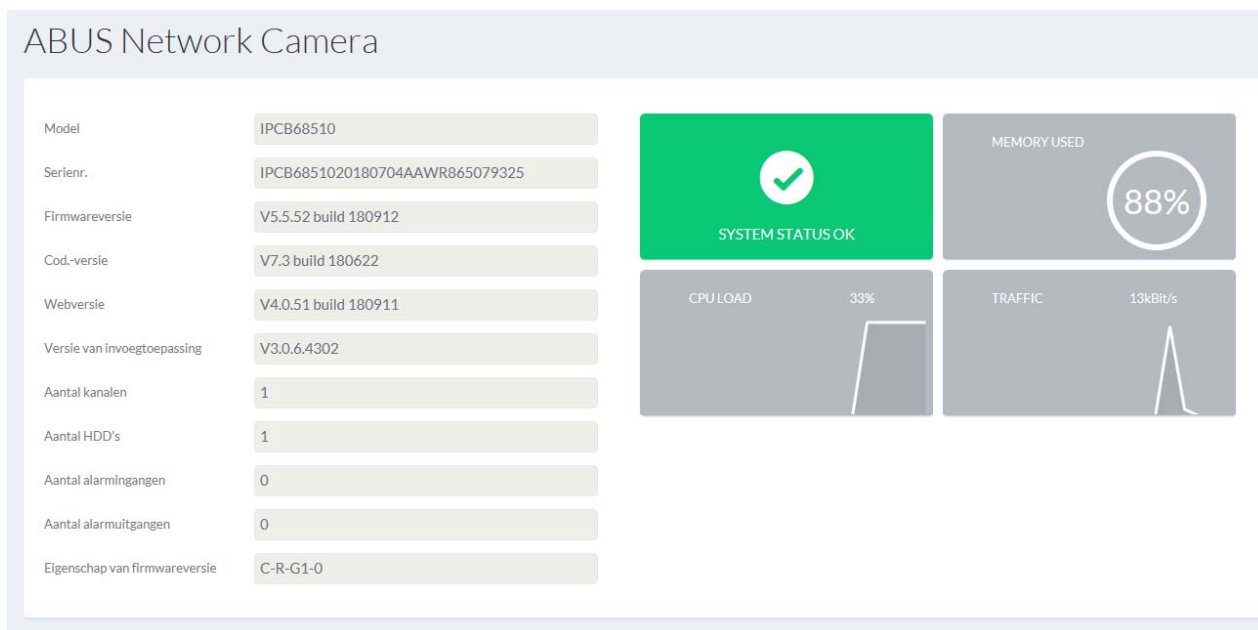 ABUS Network Camera
Model IPCB68510
Serienr. IPCB6851020180704AAWR865079325
Firmwareversie V5.5.52 build 180912
Cod.-versie V7.3 build 180622
Webversie V4.0.51 build 180911
Versie van invoegtoepassing V3.0.6.4302
Aantal kanalen 1
Aantal HDD's 1
Aantal alarmingangen 0
Aantal alarmuitgangen 0
Eigenschap van firmwareversie C-R-G1-0
SYSTEM STATUS OK
MEMORY USED
88%
CPU LOAD 33%
TRAFFIC 13kBit/s